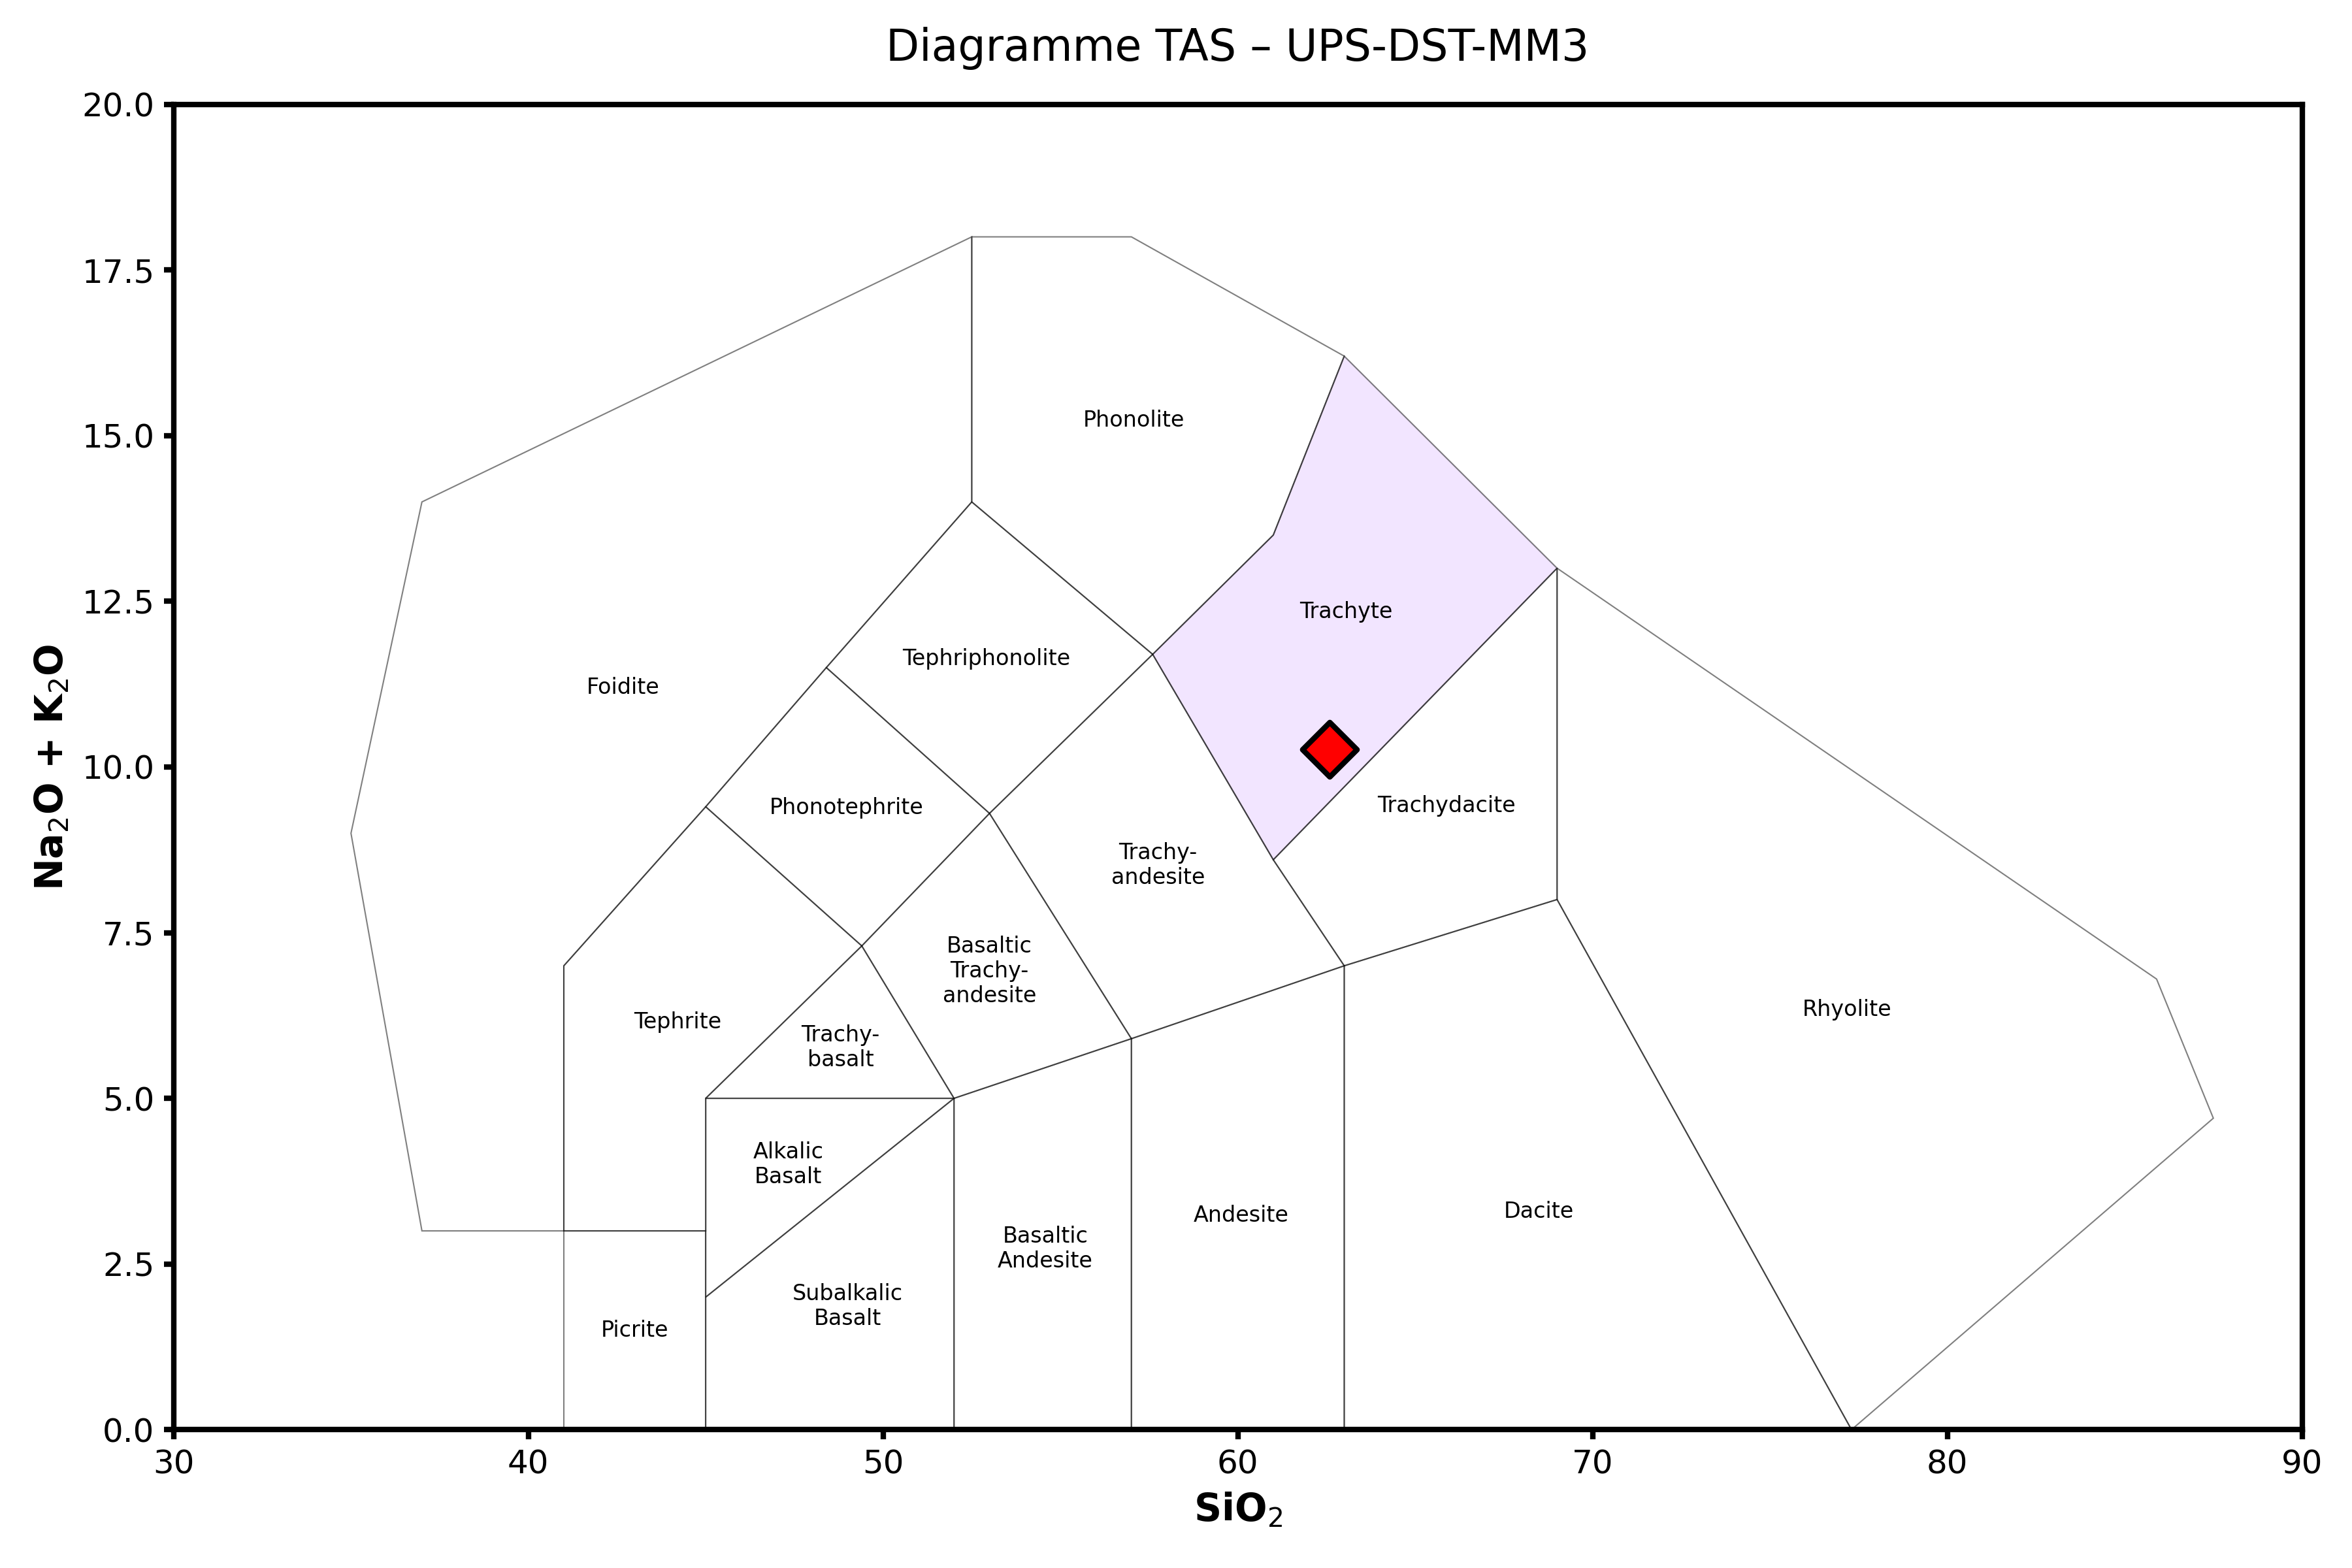 Diagramme TAS – UPS-DST-MM3
20.0
17.5
15.0
12.5
10.0
7.5
5.0
2.5
0.0
Na₂O + K₂O
Phonolite
Trachyte
Tephriphonolite
Foidite
Phonotephrite
Trachydacite
Trachy-
andesite
Basaltic
Trachy-
andesite
Rhyolite
Tephrite
Trachy-
basalt
Alkalic
Basalt
Andesite
Dacite
Basaltic
Andesite
Subalkalic
Basalt
Picrite
30 40 50 60 70 80 90
SiO₂